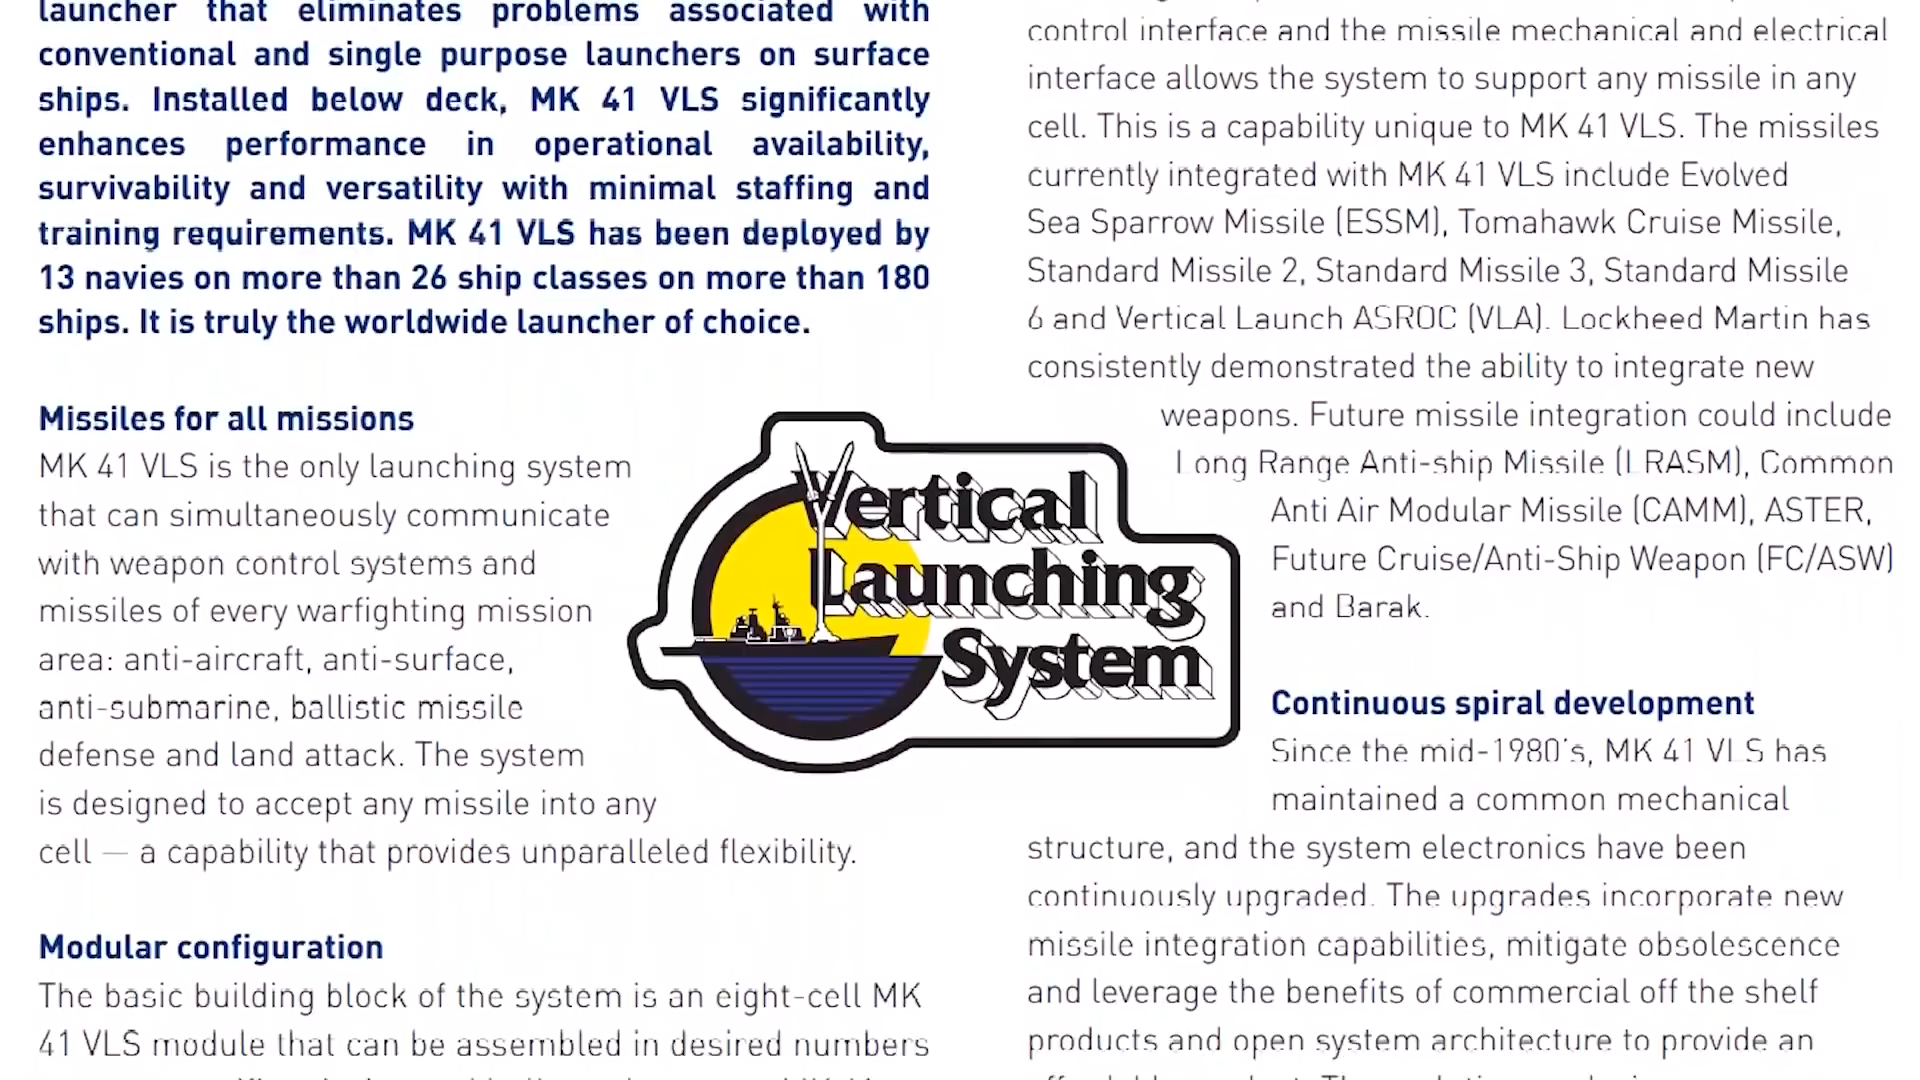 launcher that eliminates problems associated with
conventional and single purpose launchers on surface
ships. Installed below deck, MK 41 VLS significantly
enhances performance in operational availability,
survivability and versatility with minimal staffing and
training requirements. MK 41 VLS has been deployed by
13 navies on more than 26 ship classes on more than 180
ships. It is truly the worldwide launcher of choice.
Missiles for all missions
MK 41 VLS is the only launching system
that can simultaneously communicate
with weapon control systems and
missiles of every warfighting mission
area: anti-aircraft, anti-surface,
anti-submarine, ballistic missile
defense and land attack. The system
is designed to accept any missile into any
cell — a capability that provides unparalleled flexibility.
Modular configuration
The basic building block of the system is an eight-cell MK
41 VLS module that can be assembled in desired numbers
Vertical
Launching
System
control interface and the missile mechanical and electrical
interface allows the system to support any missile in any
cell. This is a capability unique to MK 41 VLS. The missiles
currently integrated with MK 41 VLS include Evolved
Sea Sparrow Missile (ESSM), Tomahawk Cruise Missile,
Standard Missile 2, Standard Missile 3, Standard Missile
6 and Vertical Launch ASROC (VLA). Lockheed Martin has
consistently demonstrated the ability to integrate new
weapons. Future missile integration could include
Long Range Anti-ship Missile (LRASM), Common
Anti Air Modular Missile (CAMM), ASTER,
Future Cruise/Anti-Ship Weapon (FC/ASW)
and Barak.
Continuous spiral development
Since the mid-1980's, MK 41 VLS has
maintained a common mechanical
structure, and the system electronics have been
continuously upgraded. The upgrades incorporate new
missile integration capabilities, mitigate obsolescence
and leverage the benefits of commercial off the shelf
products and open system architecture to provide an